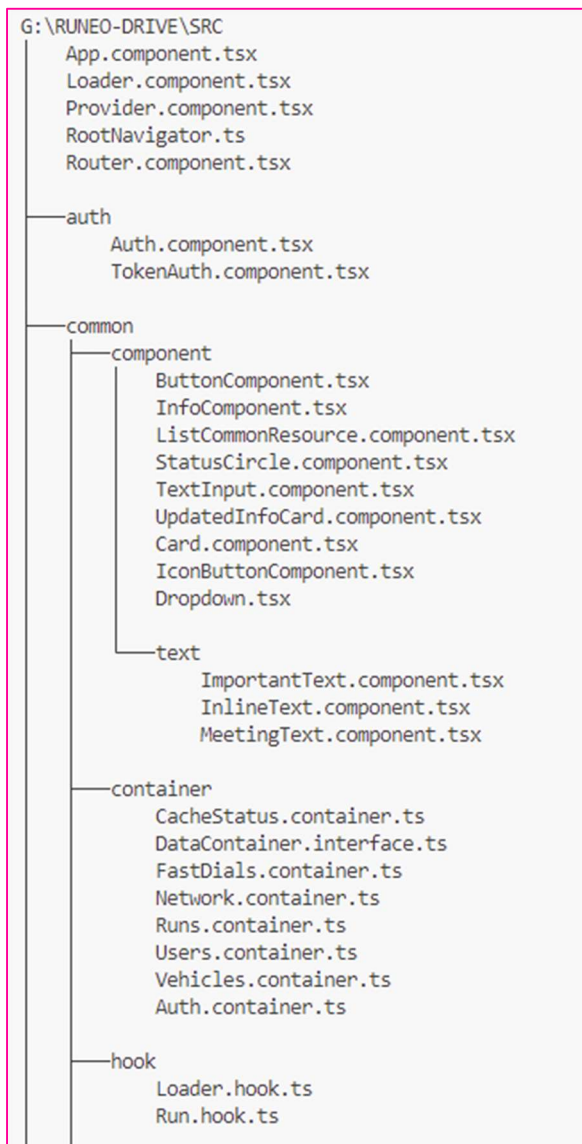 G:\RUNEO-DRIVE\SRC
App.component.tsx
Loader.component.tsx
Provider.component.tsx
RootNavigator.ts
Router.component.tsx
auth
Auth.component.tsx
TokenAuth.component.tsx
common
component
ButtonComponent.tsx
InfoComponent.tsx
ListCommonResource.component.tsx
StatusCircle.component.tsx
TextInput.component.tsx
UpdatedInfoCard.component.tsx
Card.component.tsx
IconButtonComponent.tsx
Dropdown.tsx
text
ImportantText.component.tsx
InlineText.component.tsx
MeetingText.component.tsx
container
CacheStatus.container.ts
DataContainer.interface.ts
FastDials.container.ts
Network.container.ts
Runs.container.ts
Users.container.ts
Vehicles.container.ts
Auth.container.ts
hook
Loader.hook.ts
Run.hook.ts